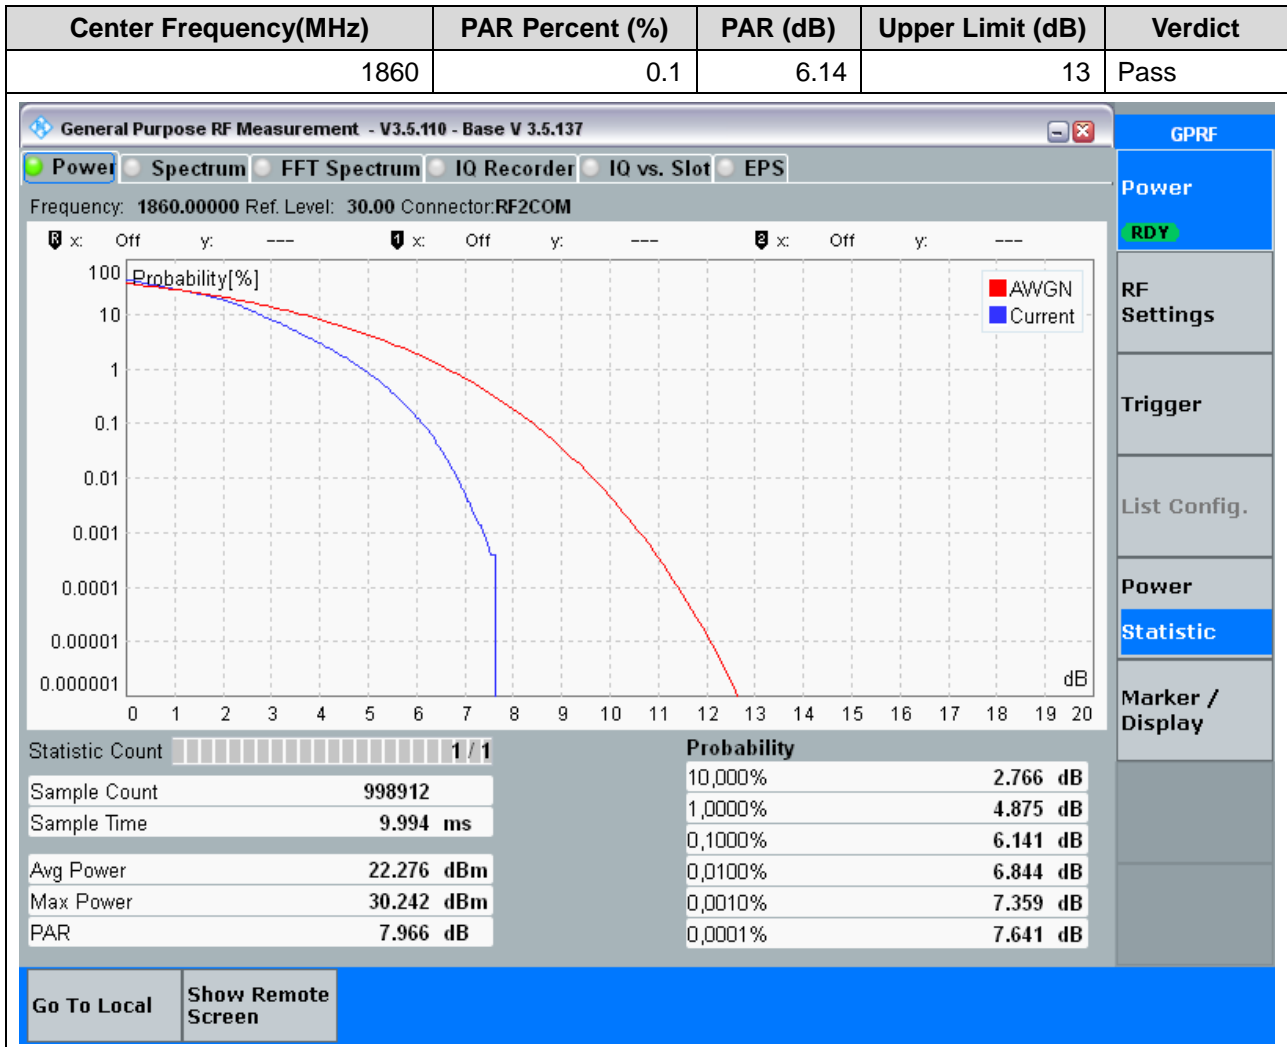 Center Frequency(MHz) PAR Percent (%) PAR (dB) Upper Limit (dB) Verdict
1860 0.1 6.14 13 Pass
General Purpose RF Measurement - V3.5.110 - Base V 3.5.137
GPRF
Power Spectrum FFT Spectrum IQ Recorder IQ vs. Slot EPS
Frequency: 1860.00000 Ref. Level: 30.00 Connector:RF2COM
R x: Off y: --- 1 x: Off y: --- 2 x: Off y: ---
Probability[%]
100
10
1
0.1
0.01
0.001
0.0001
0.00001
0.000001
AWGN
Current
dB
0 1 2 3 4 5 6 7 8 9 10 11 12 13 14 15 16 17 18 19 20
Statistic Count 1 / 1
Sample Count 998912
Sample Time 9.994 ms
Avg Power 22.276 dBm
Max Power 30.242 dBm
PAR 7.966 dB
Probability
10,000% 2.766 dB
1,0000% 4.875 dB
0,1000% 6.141 dB
0,0100% 6.844 dB
0,0010% 7.359 dB
0,0001% 7.641 dB
Power
RDY
RF
Settings
Trigger
List Config.
Power
Statistic
Marker /
Display
Go To Local
Show Remote
Screen